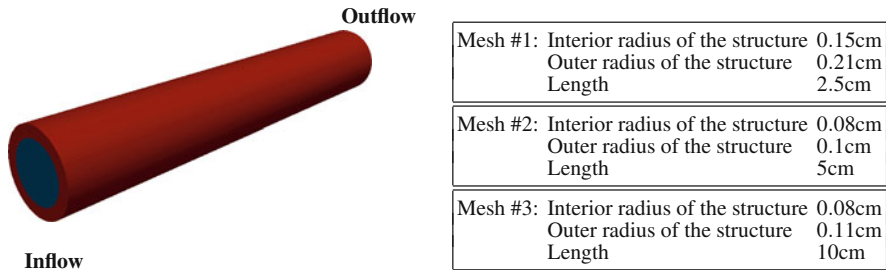 Outflow
Inflow
Mesh #1: Interior radius of the structure 0.15cm
Outer radius of the structure 0.21cm
Length 2.5cm
Mesh #2: Interior radius of the structure 0.08cm
Outer radius of the structure 0.1cm
Length 5cm
Mesh #3: Interior radius of the structure 0.08cm
Outer radius of the structure 0.11cm
Length 10cm